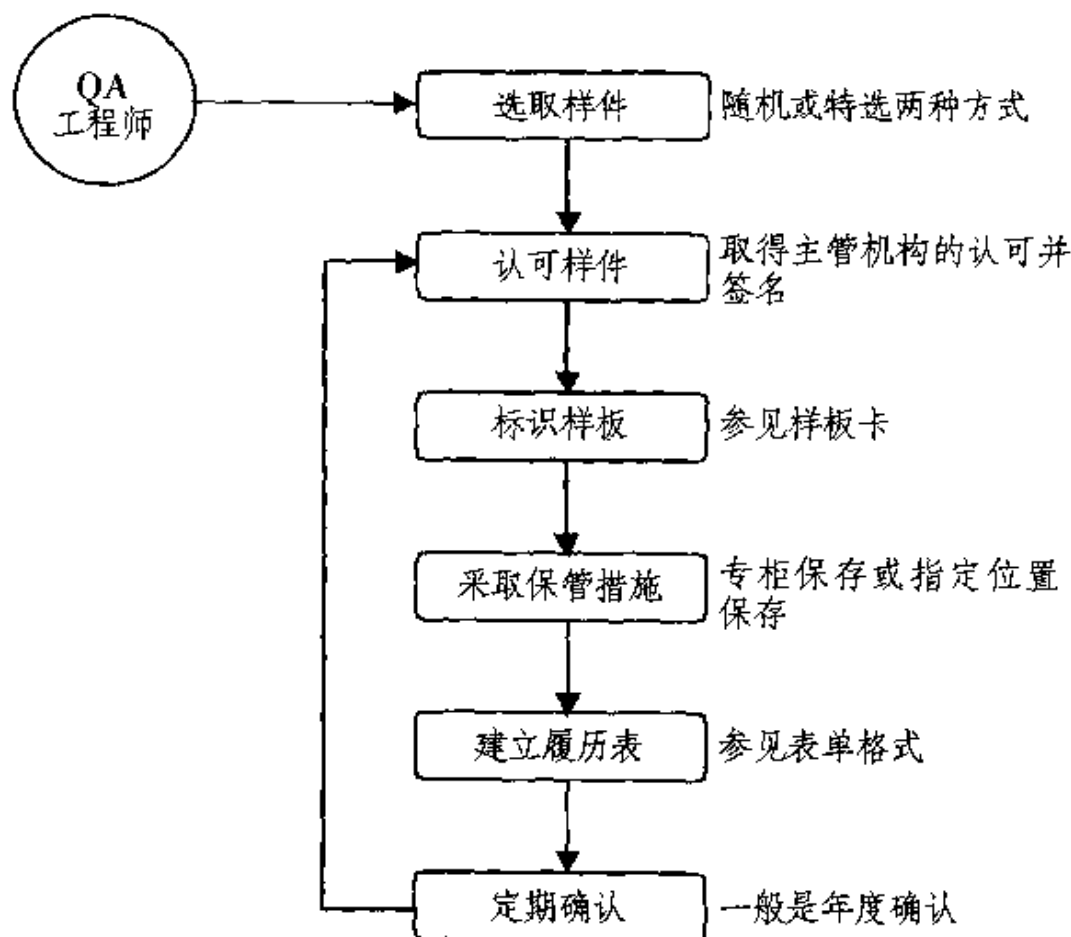 QA
工程师
选取样件
随机或特选两种方式
认可样件
取得主管机构的认可并
签名
标识样板
参见样板卡
采取保管措施
专柜保存或指定位置
保存
建立履历表
参见表单格式
定期确认
一般是年度确认